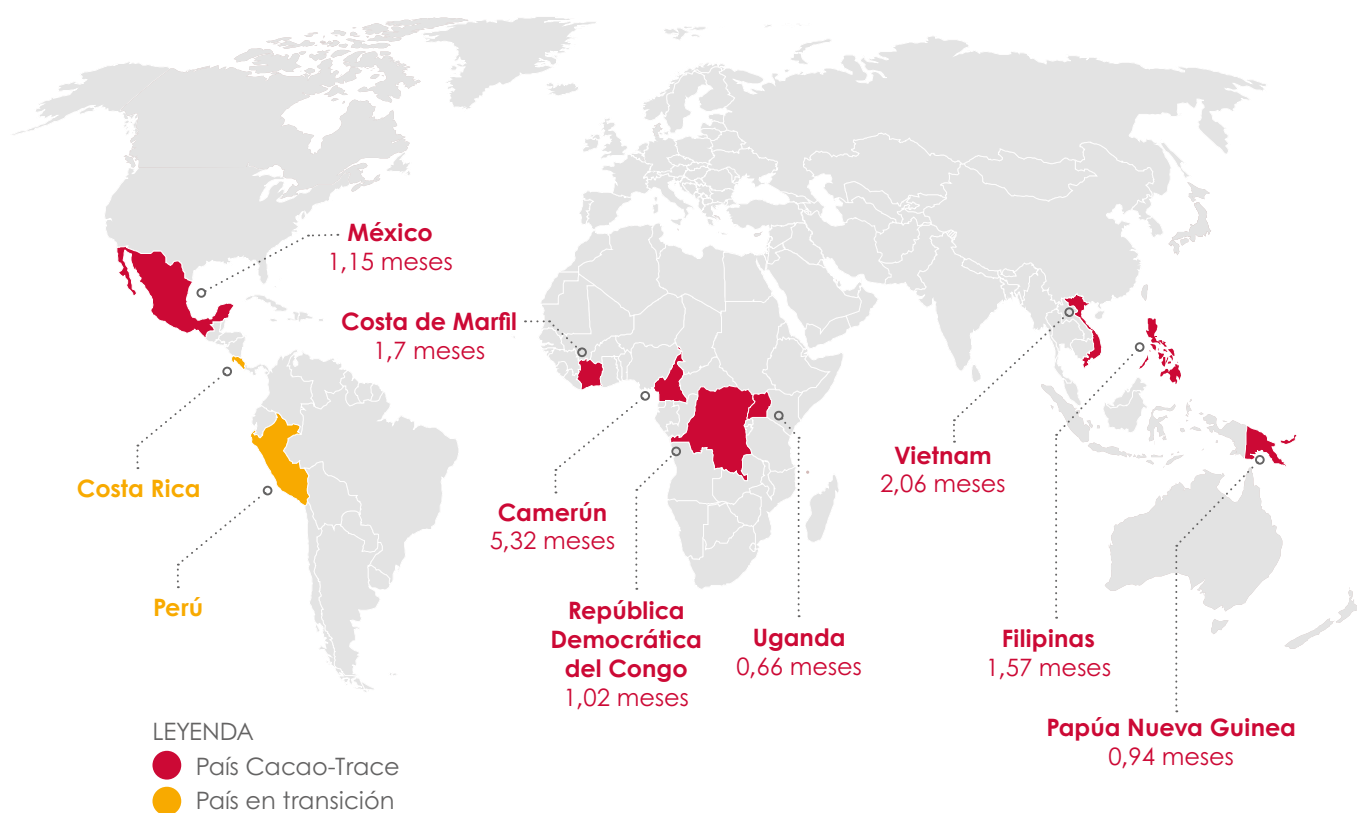 México
1,15 meses
Costa de Marfil
1,7 meses
Costa Rica
Perú
Camerún
5,32 meses
República
Democrática
del Congo
1,02 meses
Uganda
0,66 meses
Vietnam
2,06 meses
Filipinas
1,57 meses
Papúa Nueva Guinea
0,94 meses
LEYENDA
País Cacao-Trace
País en transición